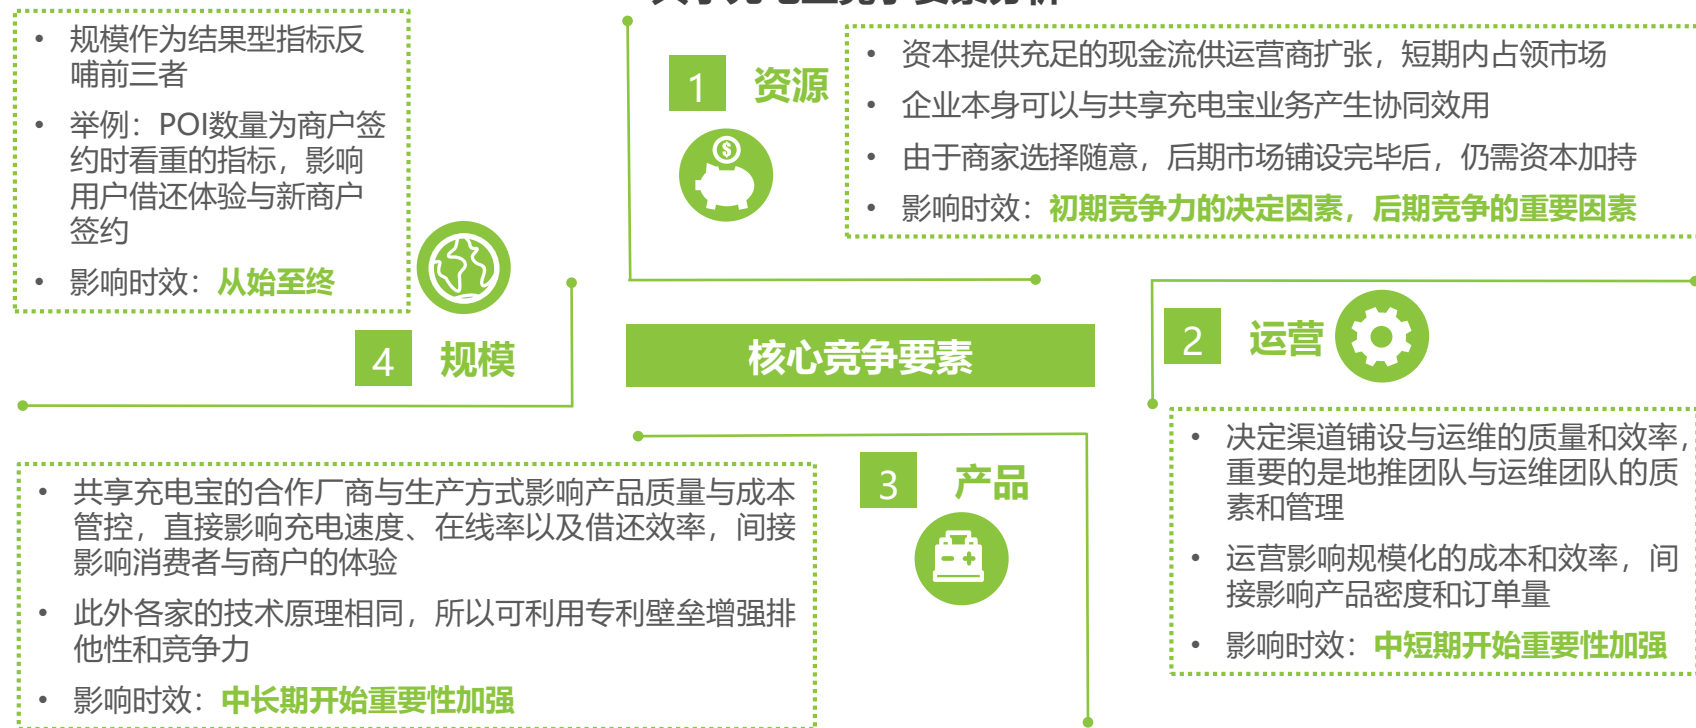 • 规模作为结果型指标反
哺前三者
• 举例：POI数量为商户签
约时看重的指标，影响
用户借还体验与新商户
签约
• 影响时效：从始至终
4 规模
1 资源
• 资本提供充足的现金流供运营商扩张，短期内占领市场
• 企业本身可以与共享充电宝业务产生协同效用
• 由于商家选择随意，后期市场铺设完毕后，仍需资本加持
• 影响时效：初期竞争力的决定因素，后期竞争的重要因素
核心竞争要素
2 运营
• 决定渠道铺设与运维的质量和效率，
重要的是地推团队与运维团队的质
素和管理
• 运营影响规模化的成本和效率，间
接影响产品密度和订单量
• 影响时效：中短期开始重要性加强
3 产品
• 共享充电宝的合作厂商与生产方式影响产品质量与成本
管控，直接影响充电速度、在线率以及借还效率，间接
影响消费者与商户的体验
• 此外各家的技术原理相同，所以可利用专利壁垒增强排
他性和竞争力
• 影响时效：中长期开始重要性加强